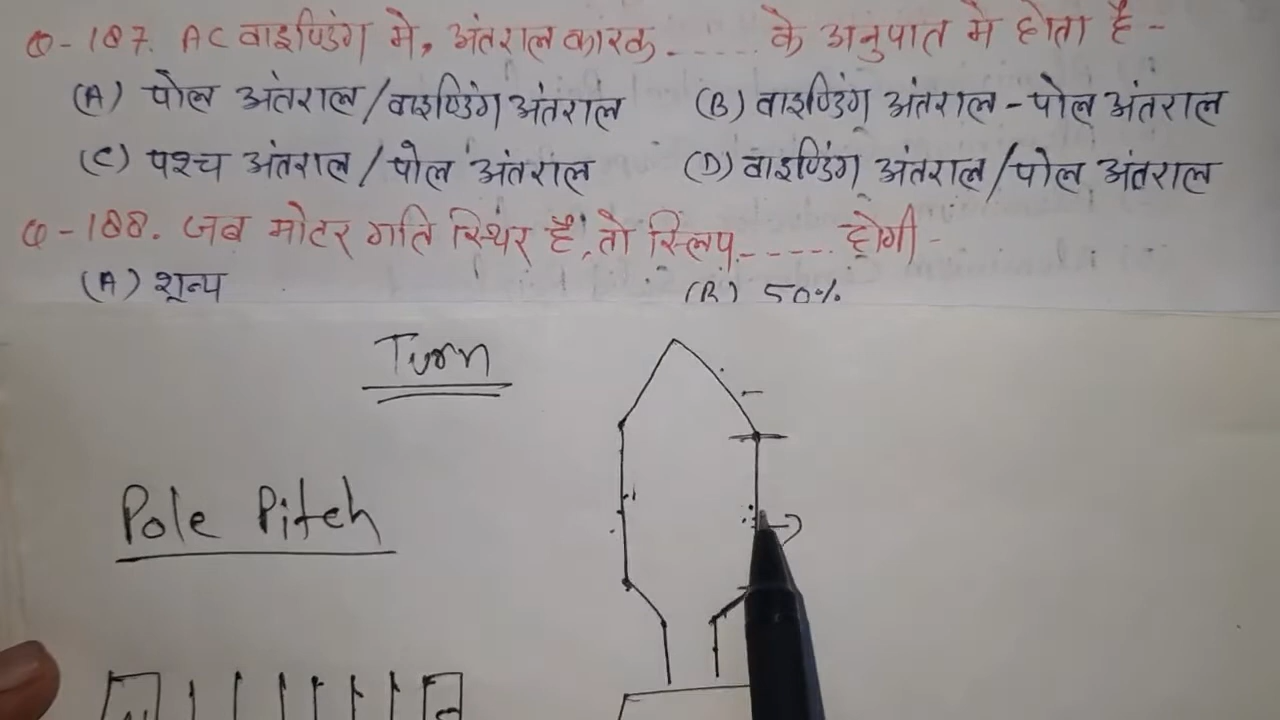 Q-187. AC वाइण्डिंग मे, अंतराल कारक ----- के अनुपात मे होता है -
(A) पोल अंतराल/वाइण्डिंग अंतराल (B) वाइण्डिंग अंतराल - पोल अंतराल
(C) पश्च अंतराल/पोल अंतराल (D) वाइण्डिंग अंतराल/पोल अंतराल
Q-188. जब मोटर गति स्थिर है, तो स्लिप ----- होगी -
(A) शून्य (B) 50%
Turn
Pole Pitch